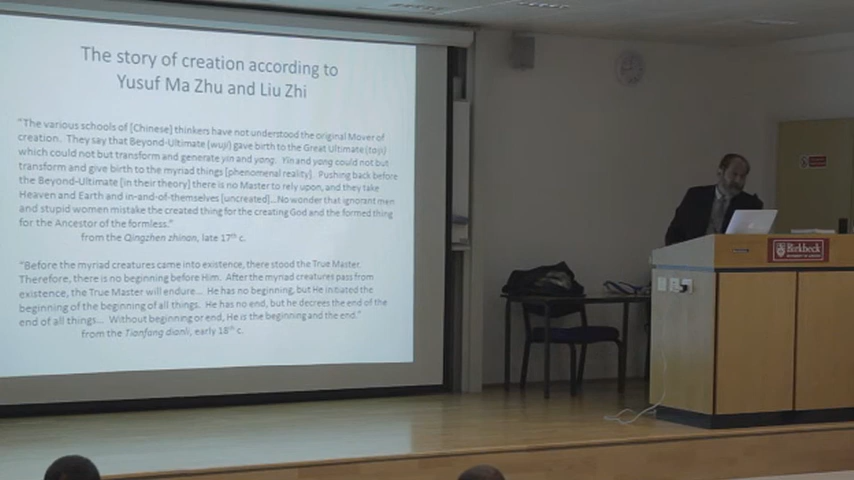 The story of creation according to
Yusuf Ma Zhu and Liu Zhi
"The various schools of [Chinese] thinkers have not understood the original Mover of
creation. They say that Beyond-Ultimate (wuji) gave birth to the Great Ultimate (taiji)
which could not but transform and generate yin and yang. Yin and yang could not but
transform and give birth to the myriad things [phenomenal reality]. Pushing back before
the Beyond-Ultimate [in their theory] there is no Master to rely upon, and they take
Heaven and Earth and in-and-of-themselves [uncreated]...No wonder that ignorant men
and stupid women mistake the created thing for the creating God and the formed thing
for the Ancestor of the formless."
from the Qingzhen zhinan, late 17th c.
"Before the myriad creatures came into existence, there stood the True Master.
Therefore, there is no beginning before Him. After the myriad creatures pass from
existence, the True Master will endure... He has no beginning, but He initiated the
beginning of the beginning of all things. He has no end, but he decrees the end of the
end of all things... Without beginning or end, He is the beginning and the end."
from the Tianfang dianli, early 18th c.
Birkbeck
UNIVERSITY OF LONDON